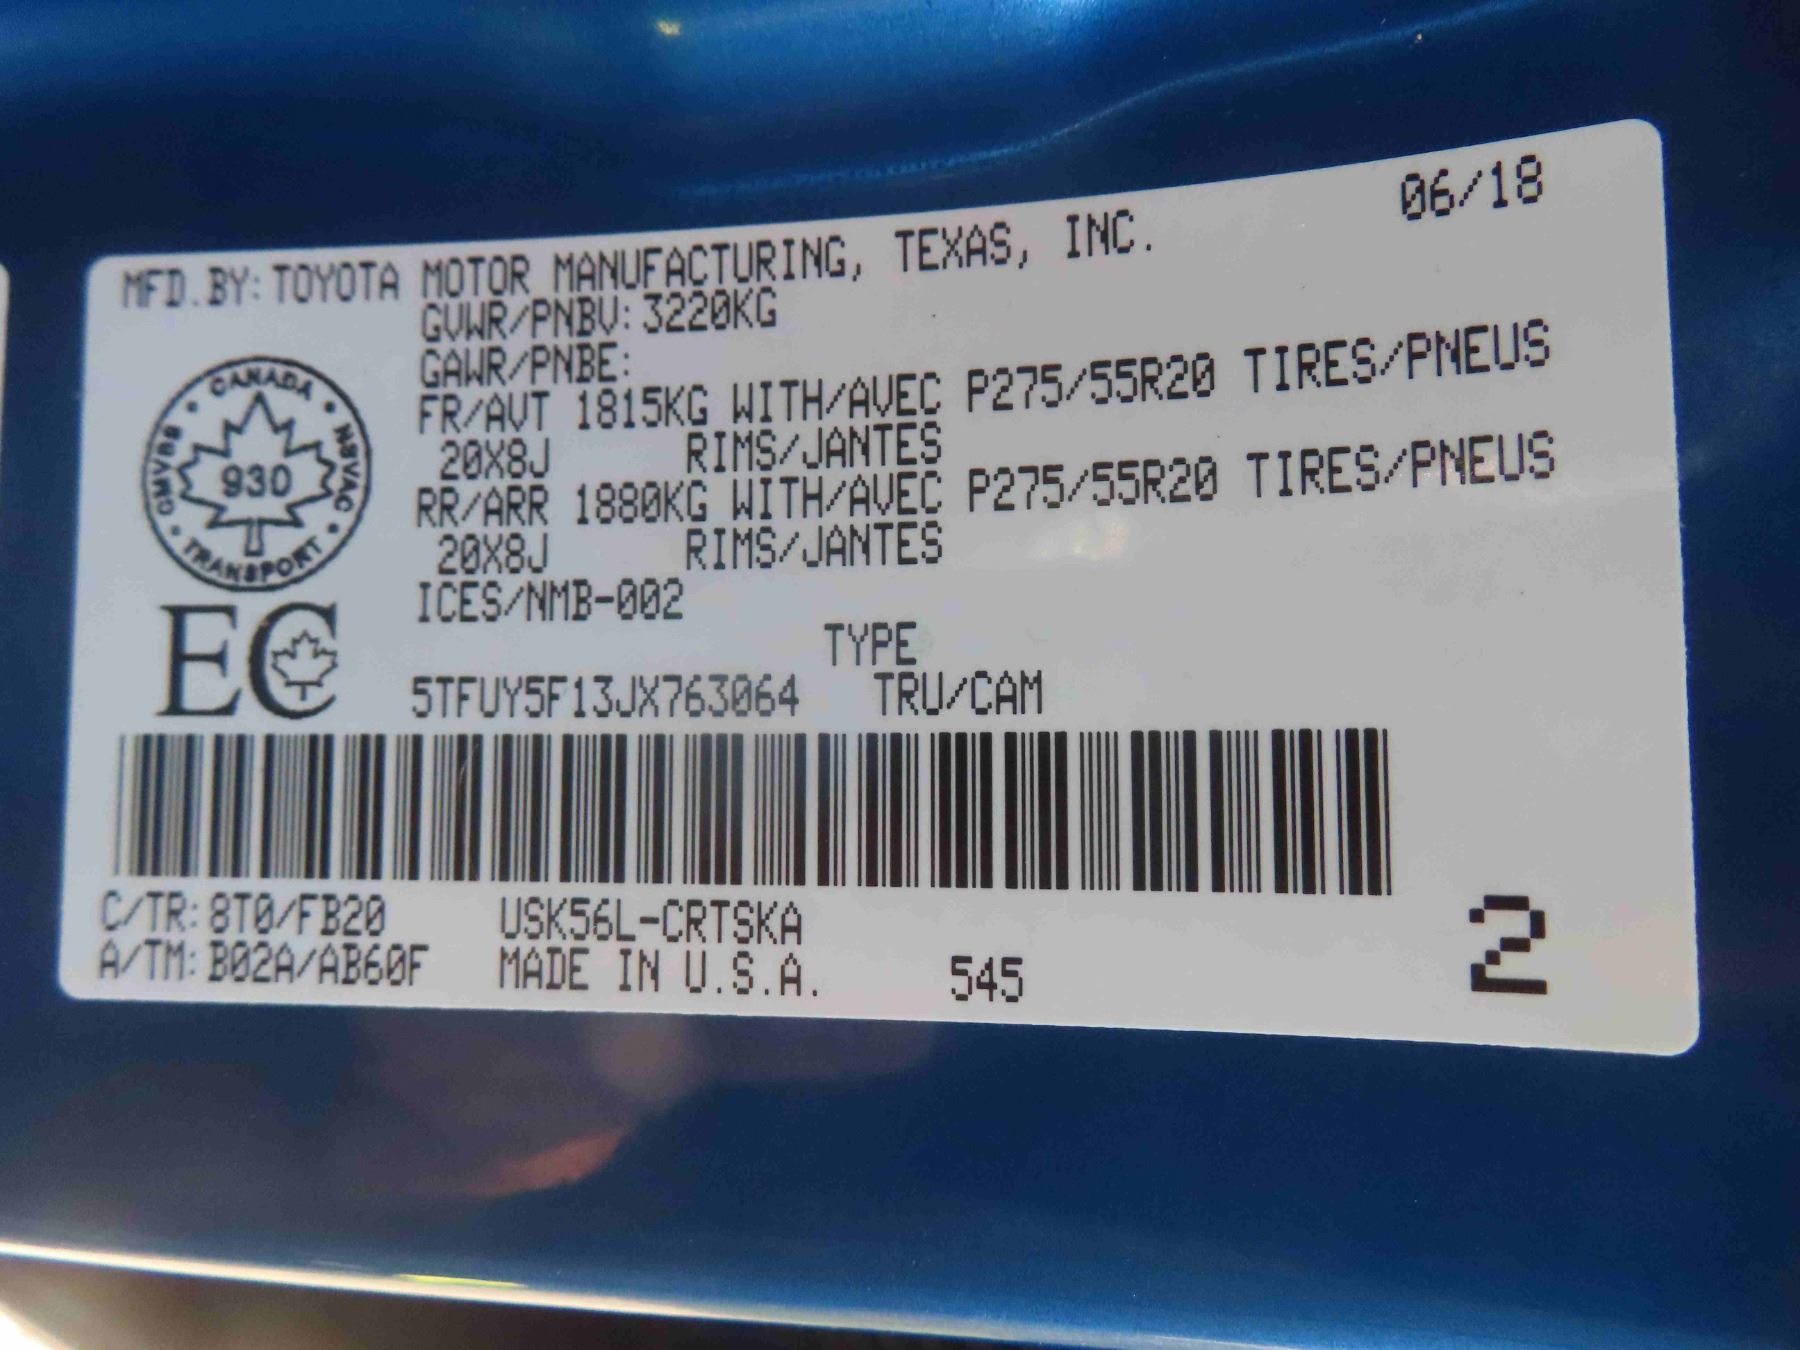 06/18
MFD.BY: TOYOTA MOTOR MANUFACTURING, TEXAS, INC.
GVWR/PNBV: 3220KG
GAWR/PNBE:
FR/AVT 1815KG WITH/AVEC P275/55R20 TIRES/PNEUS
20X8J RIMS/JANTES
RR/ARR 1880KG WITH/AVEC P275/55R20 TIRES/PNEUS
20X8J RIMS/JANTES
ICES/NMB-002
CANADA
CMVSS 930 NSVAC
TRANSPORT
EC
TYPE
5TFUY5F13JX763064 TRU/CAM
C/TR: 8T0/FB20 USK56L-CRTSKA
A/TM: B02A/AB60F MADE IN U.S.A. 545
2